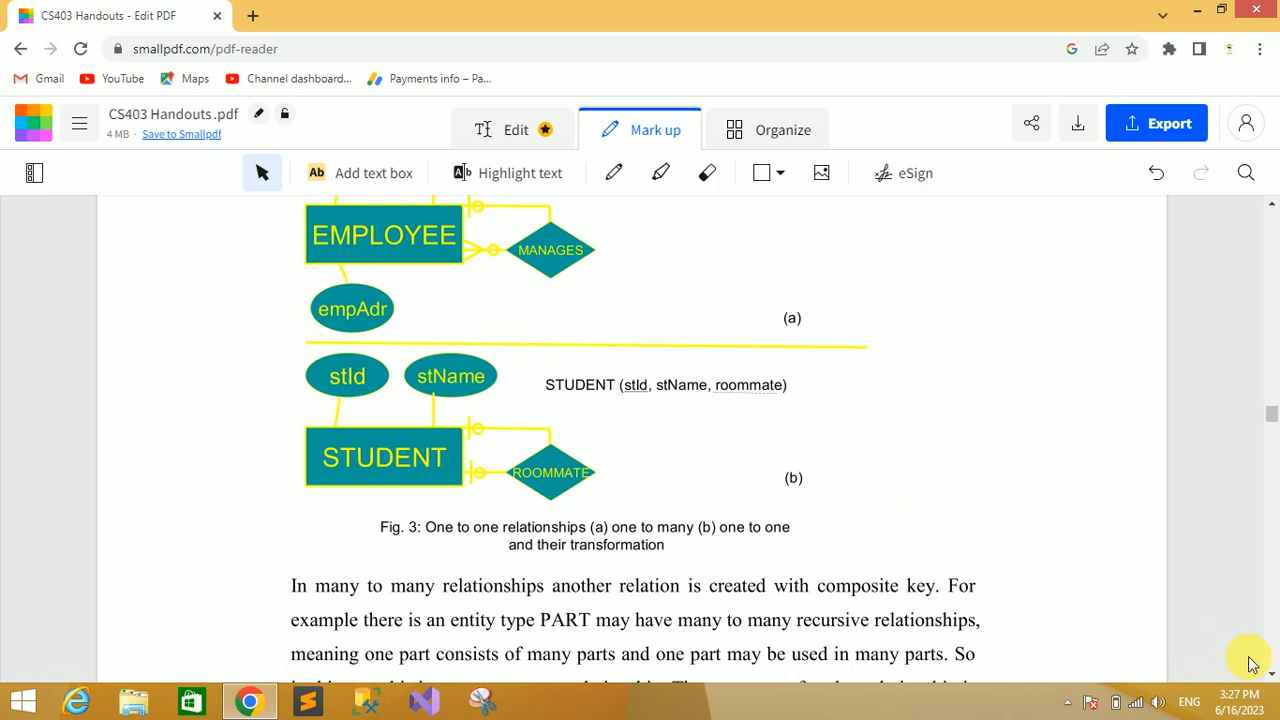 CS403 Handouts - Edit PDF
smallpdf.com/pdf-reader
Gmail YouTube Maps Channel dashboard... Payments info – Pa...
CS403 Handouts .pdf
4 MB · Save to Smallpdf
Edit Mark up Organize
Export
Ab Add text box Highlight text eSign
EMPLOYEE
MANAGES
empAdr
(a)
stId stName
STUDENT (stId, stName, roommate)
STUDENT
ROOMMATE
(b)
Fig. 3: One to one relationships (a) one to many (b) one to one
and their transformation
In many to many relationships another relation is created with composite key. For
example there is an entity type PART may have many to many recursive relationships,
meaning one part consists of many parts and one part may be used in many parts. So
ENG
3:27 PM
6/16/2023